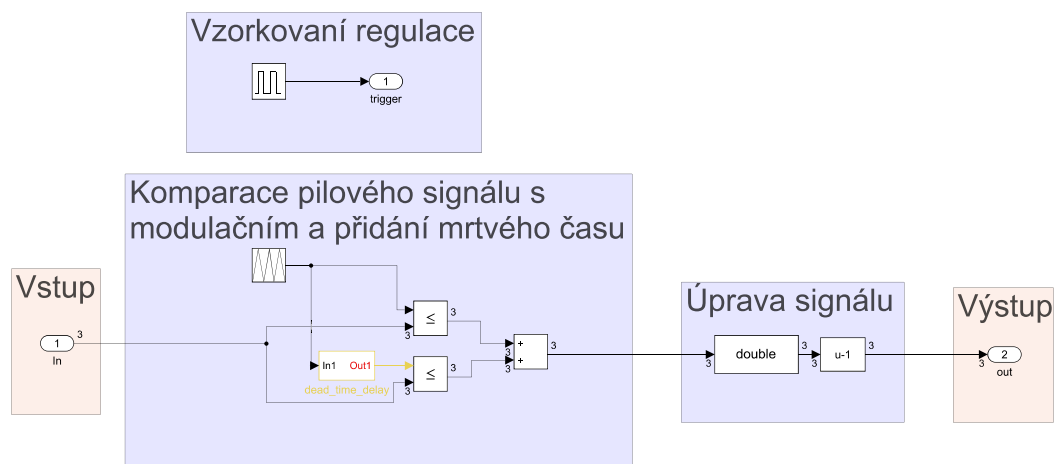 Vzorkovaní regulace
1
trigger
Komparace pilového signálu s
modulačním a přidání mrtvého času
Vstup
1
3
In
≤
3
3
In1
Out1
dead_time_delay
≤
3
3
+
+
3
3
3
Úprava signálu
3
double
3
3
u-1
3
Výstup
3
2
out